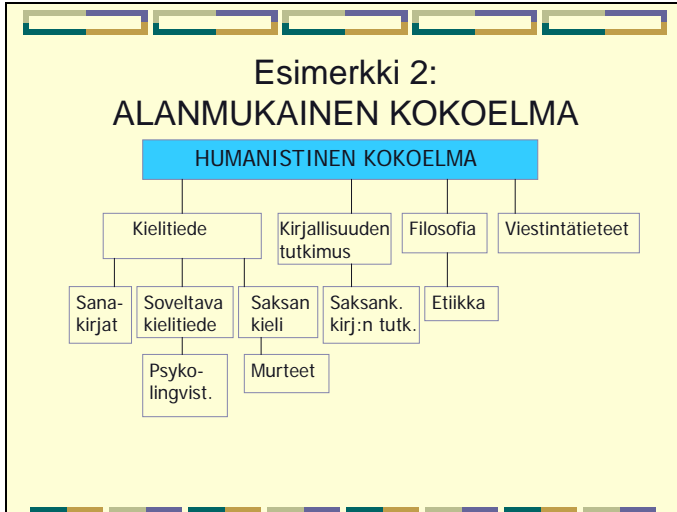 Esimerkki 2:
ALANMUKAINEN KOKOELMA
HUMANISTINEN KOKOELMA
Kielitiede
Kirjallisuuden
tutkimus
Filosofia
Viestintätieteet
Sana-
kirjat
Soveltava
kielitiede
Saksan
kieli
Saksank.
kirj:n tutk.
Etiikka
Psyko-
lingvist.
Murteet